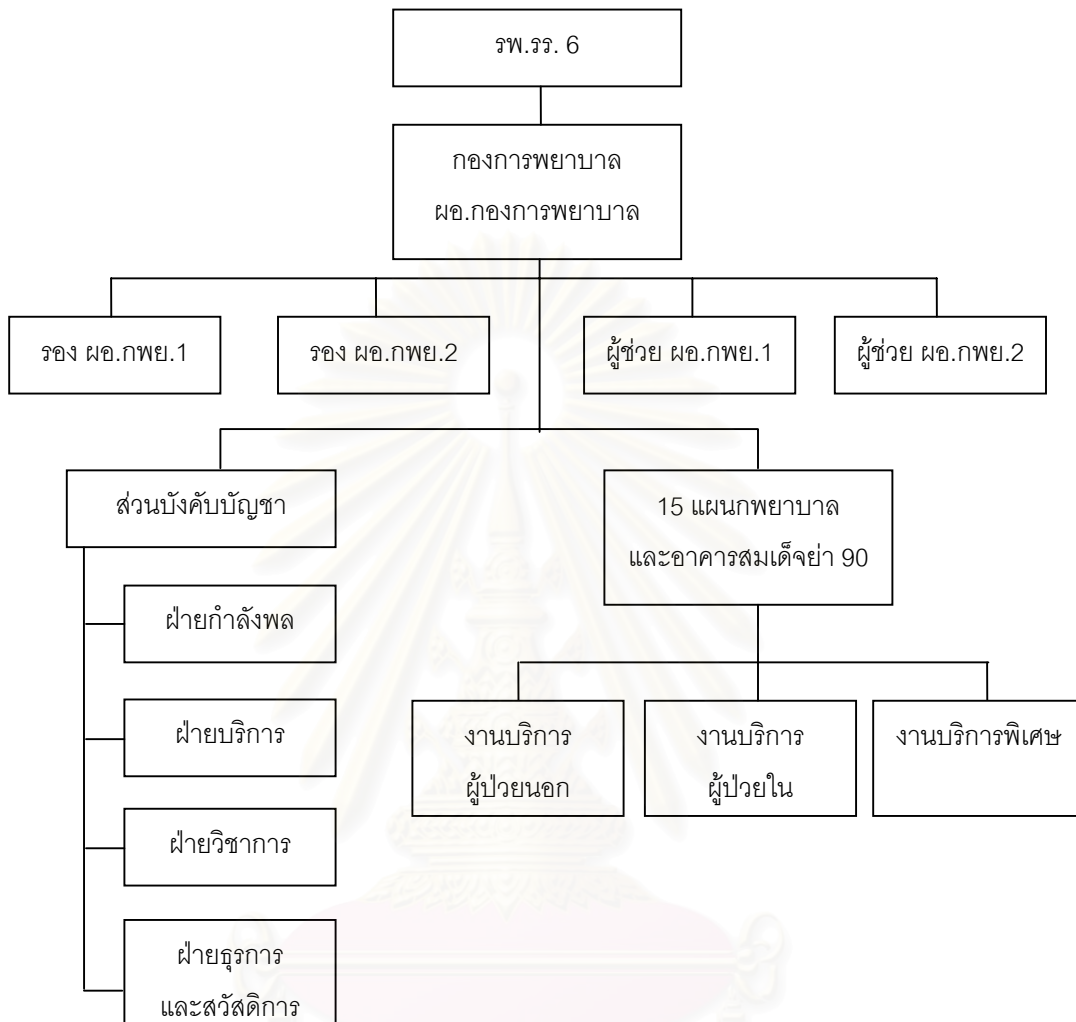 รพ.รร. 6
กองการพยาบาล
ผอ.กองการพยาบาล
รอง ผอ.กพย.1
รอง ผอ.กพย.2
ผู้ช่วย ผอ.กพย.1
ผู้ช่วย ผอ.กพย.2
ส่วนบังคับบัญชา
15 แผนกพยาบาล
และอาคารสมเด็จย่า 90
ฝ่ายกำลังพล
ฝ่ายบริการ
ฝ่ายวิชาการ
ฝ่ายธุรการ
และสวัสดิการ
งานบริการ
ผู้ป่วยนอก
งานบริการ
ผู้ป่วยใน
งานบริการพิเศษ